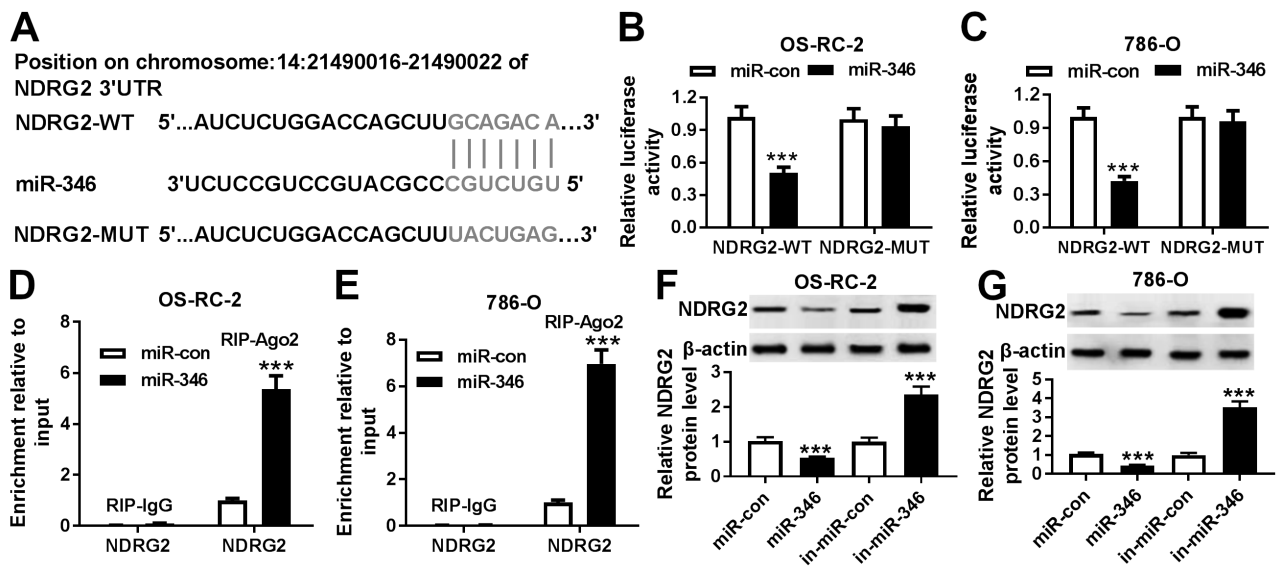 A
Position on chromosome:14:21490016-21490022 of
NDRG2 3'UTR
NDRG2-WT 5'...AUCUCUGGACCAGCUUGCAGAC A...3'
miR-346 3'UCUCCGUCCGUACGCCCGUCUGU 5'
NDRG2-MUT 5'...AUCUCUGGACCAGCUUUACUGAG...3'
B
OS-RC-2
miR-con miR-346
Relative luciferase
activity
1.2
0.9
0.6
0.3
0.0
***
NDRG2-WT NDRG2-MUT
C
786-O
miR-con miR-346
Relative luciferase
activity
1.2
0.9
0.6
0.3
0.0
***
NDRG2-WT NDRG2-MUT
D
OS-RC-2
Enrichment relative to
input
8
6
4
2
0
miR-con
miR-346
RIP-Ago2
***
RIP-IgG
NDRG2 NDRG2
E
786-O
Enrichment relative to
input
8
6
4
2
0
miR-con
miR-346
RIP-Ago2
***
RIP-IgG
NDRG2 NDRG2
F
OS-RC-2
NDRG2
β-actin
Relative NDRG2
protein level
3
2
1
0
***
***
miR-con
miR-346
in-miR-con
in-miR-346
G
786-O
NDRG2
β-actin
Relative NDRG2
protein level
5
4
3
2
1
0
***
***
miR-con
miR-346
in-miR-con
in-miR-346